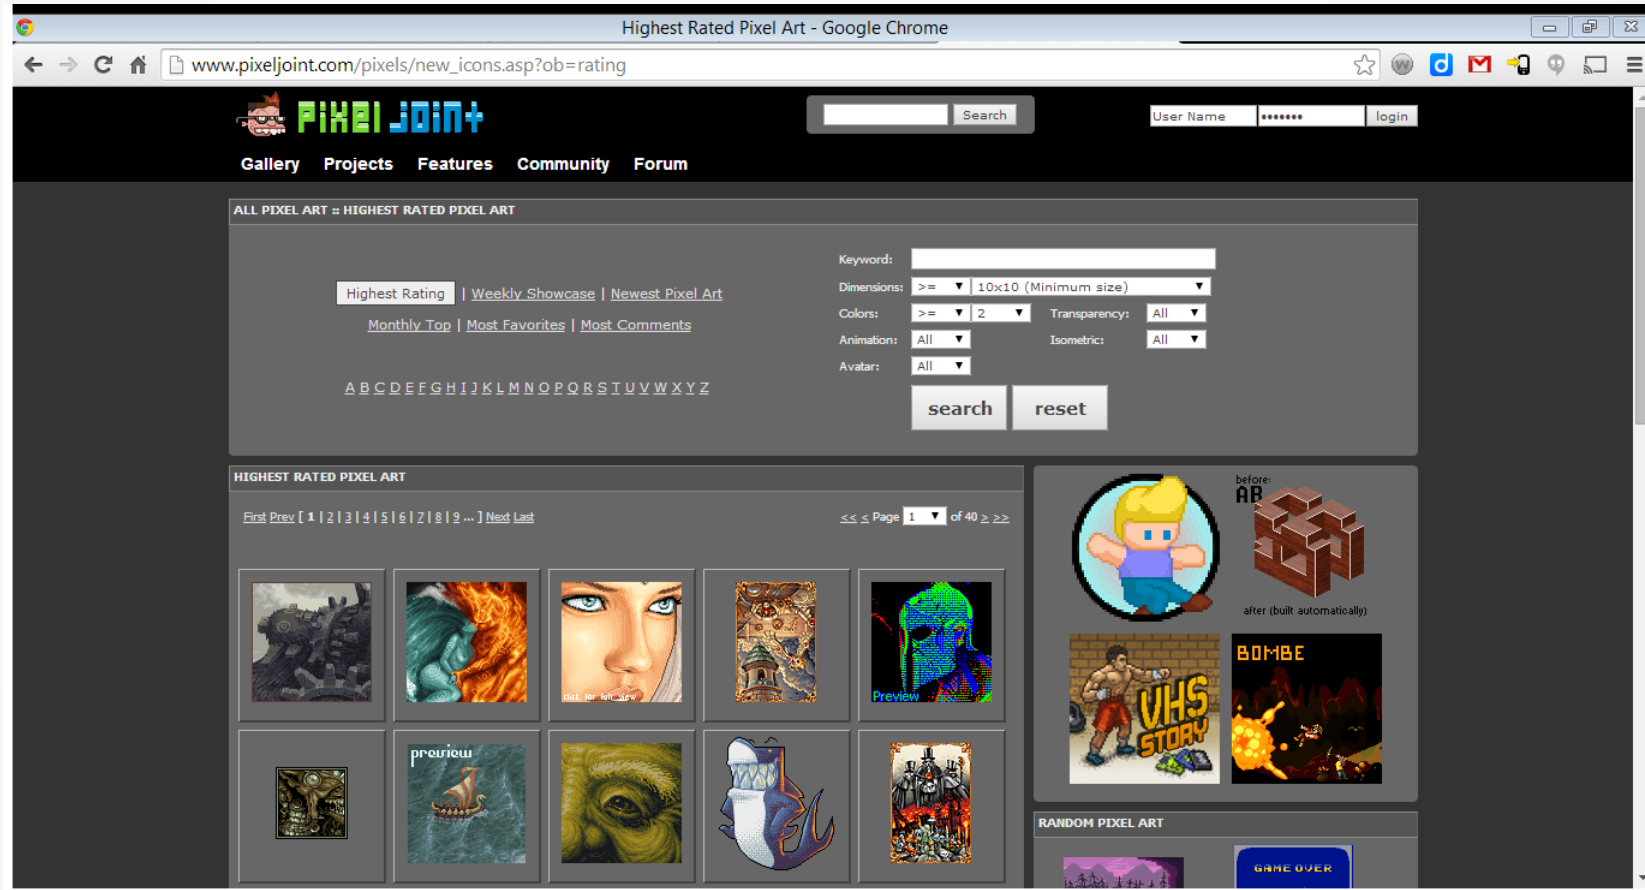 Highest Rated Pixel Art - Google Chrome
www.pixeljoint.com/pixels/new_icons.asp?ob=rating
PIXEL JOINT
Search
User Name
•••••••
login
Gallery Projects Features Community Forum
ALL PIXEL ART :: HIGHEST RATED PIXEL ART
Highest Rating | Weekly Showcase | Newest Pixel Art
Monthly Top | Most Favorites | Most Comments
A B C D E F G H I J K L M N O P Q R S T U V W X Y Z
Keyword:
Dimensions: >= 10x10 (Minimum size)
Colors: >= 2 Transparency: All
Animation: All Isometric: All
Avatar: All
search reset
HIGHEST RATED PIXEL ART
First Prev [ 1 | 2 | 3 | 4 | 5 | 6 | 7 | 8 | 9 ... ] Next Last
<< < Page 1 of 40 > >>
click for full view
Preview
preview
before:
AB
after (built automatically)
VHS
STORY
BOMBE
RANDOM PIXEL ART
GAME OVER